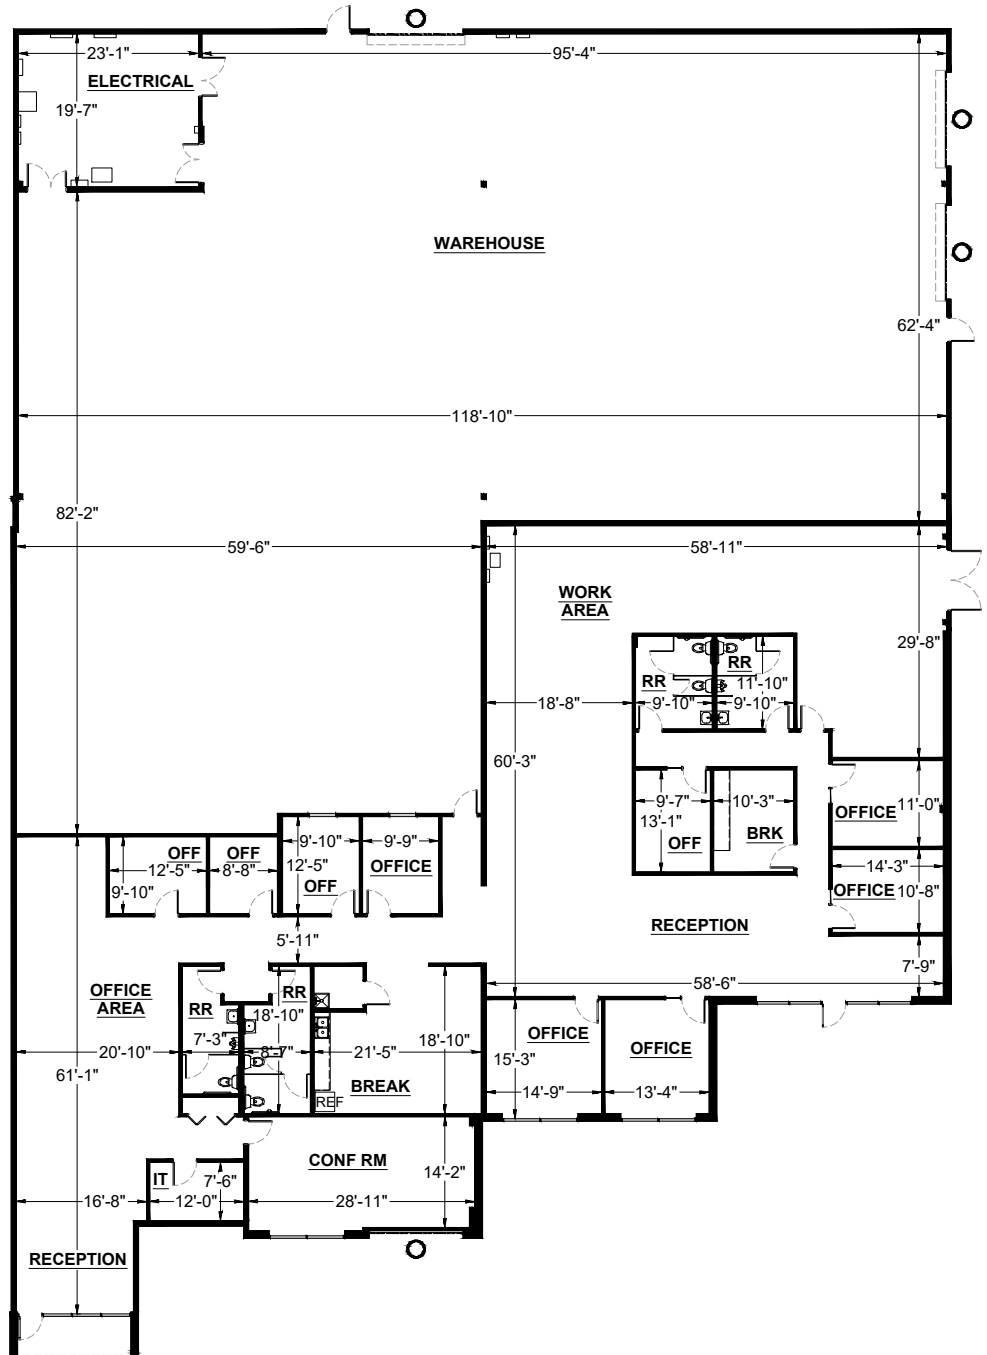 23'-1"
95'-4"
ELECTRICAL
19'-7"
WAREHOUSE
62'-4"
118'-10"
82'-2"
59'-6"
58'-11"
WORK
AREA
29'-8"
RR
RR
11'-10"
18'-8"
9'-10"
9'-10"
60'-3"
9'-7"
10'-3"
11'-0"
OFFICE
13'-1"
OFF
BRK
14'-3"
OFFICE
10'-8"
9'-10"
9'-9"
OFF
OFF
12'-5"
8'-8"
12'-5"
OFFICE
OFF
9'-10"
RECEPTION
5'-11"
7'-9"
58'-6"
OFFICE
AREA
RR
RR
18'-10"
OFFICE
18'-10"
7'-3"
8'-7"
21'-5"
15'-3"
OFFICE
20'-10"
61'-1"
BREAK
14'-9"
13'-4"
REF
CONF RM
14'-2"
IT
7'-6"
16'-8"
12'-0"
28'-11"
RECEPTION